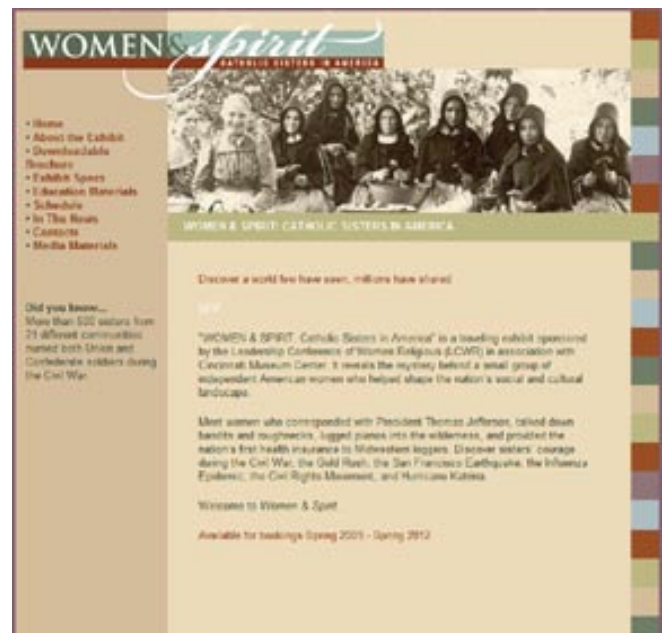 WOMEN & spirit
CATHOLIC SISTERS IN AMERICA
• Home
• About the Exhibit
• Downloadable
Brochure
• Exhibit Specs
• Education Materials
• Schedule
• In The News
• Contacts
• Media Materials
WOMEN & SPIRIT: CATHOLIC SISTERS IN AMERICA
Discover a world few have seen, millions have shared
Did you know...
More than 600 sisters from
21 different communities
nursed both Union and
Confederate soldiers during
the Civil War.
"WOMEN & SPIRIT: Catholic Sisters in America" is a traveling exhibit sponsored
by the Leadership Conference of Women Religious (LCWR) in association with
Cincinnati Museum Center. It reveals the mystery behind a small group of
independent American women who helped shape the nation's social and cultural
landscape.
Meet women who corresponded with President Thomas Jefferson, talked down
bandits and roughnecks, lugged pianos into the wilderness, and provided the
nation's first health insurance to Midwestern loggers. Discover sisters' courage
during the Civil War, the Gold Rush, the San Francisco Earthquake, the Influenza
Epidemic, the Civil Rights Movement, and Hurricane Katrina.
Welcome to Women & Spirit
Available for bookings Spring 2009 - Spring 2012